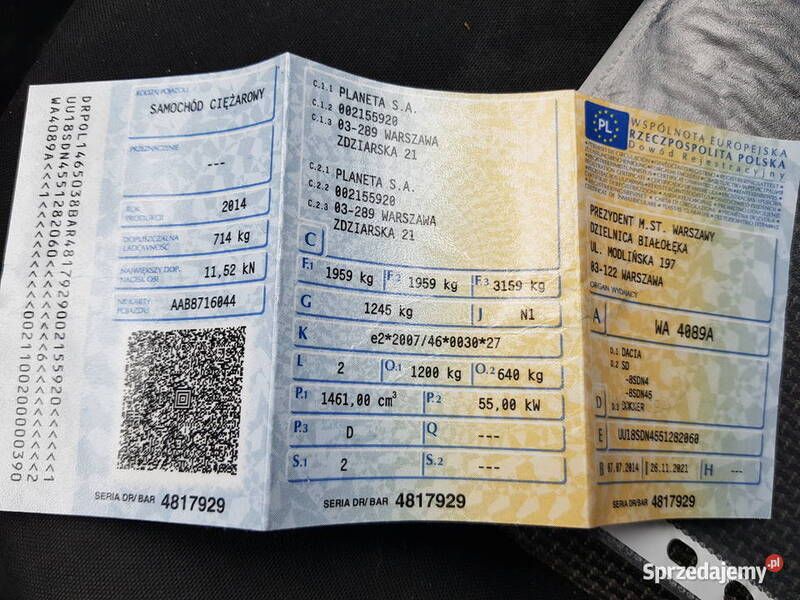 DRPOL1465038BAR4817929002155920<<<<<<1
UU18SDN4551282060<<<<<<<<<<<<<<6<<<<<2
WA4089A<<<1<<<<<<<<<<<<00211002000000390
RODZAJ POJAZDU
SAMOCHÓD CIĘŻAROWY
PRZEZNACZENIE
---
ROK PRODUKCJI
2014
DOPUSZCZALNA ŁADOWNOŚĆ
714 kg
NAJWIĘKSZY DOP. NACISK OSI
11,52 kN
NR KARTY POJAZDU
AAB8716044
SERIA DR/BAR 4817929
C.1.1 PLANETA S.A.
C.1.2 002155920
C.1.3 03-289 WARSZAWA
ZDZIARSKA 21
C.2.1 PLANETA S.A.
C.2.2 002155920
C.2.3 03-289 WARSZAWA
ZDZIARSKA 21
C
F.1 1959 kg F.2 1959 kg F.3 3159 kg
G 1245 kg J N1
K e2*2007/46*0030*27
L 2 O.1 1200 kg O.2 640 kg
P.1 1461,00 cm³ P.2 55,00 kW
P.3 D Q ---
S.1 2 S.2 ---
SERIA DR/BAR 4817929
PL
WSPÓLNOTA EUROPEJSKA
RZECZPOSPOLITA POLSKA
Dowód Rejestracyjny
PREZYDENT M.ST. WARSZAWY
DZIELNICA BIAŁOŁĘKA
UL. MODLIŃSKA 197
03-122 WARSZAWA
ORGAN WYDAJĄCY
A WA 4089A
D.1 DACIA
D.2 SD
-8SDN4
-8SDN45
D D.3 DOKKER
E UU18SDN4551282060
B 07.07.2014 26.11.2021 H ---
SERIA DR/BAR 4817929
Sprzedajemy.pl